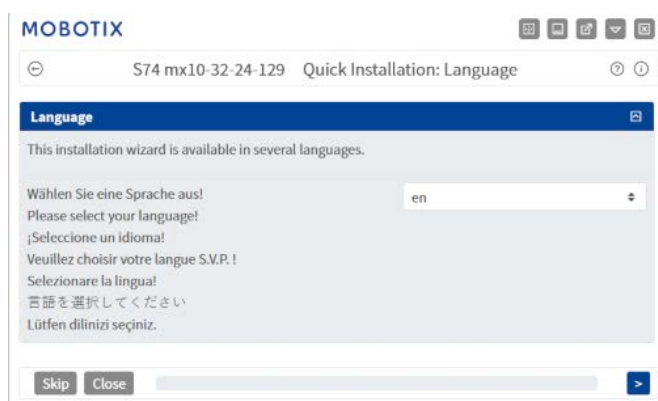 MOBOTIX
S74 mx10-32-24-129 Quick Installation: Language
Language
This installation wizard is available in several languages.
Wählen Sie eine Sprache aus!
en
Please select your language!
¡Seleccione un idioma!
Veuillez choisir votre langue S.V.P. !
Selezionare la lingua!
言語を選択してください
Lütfen dilinizi seçiniz.
Skip Close >